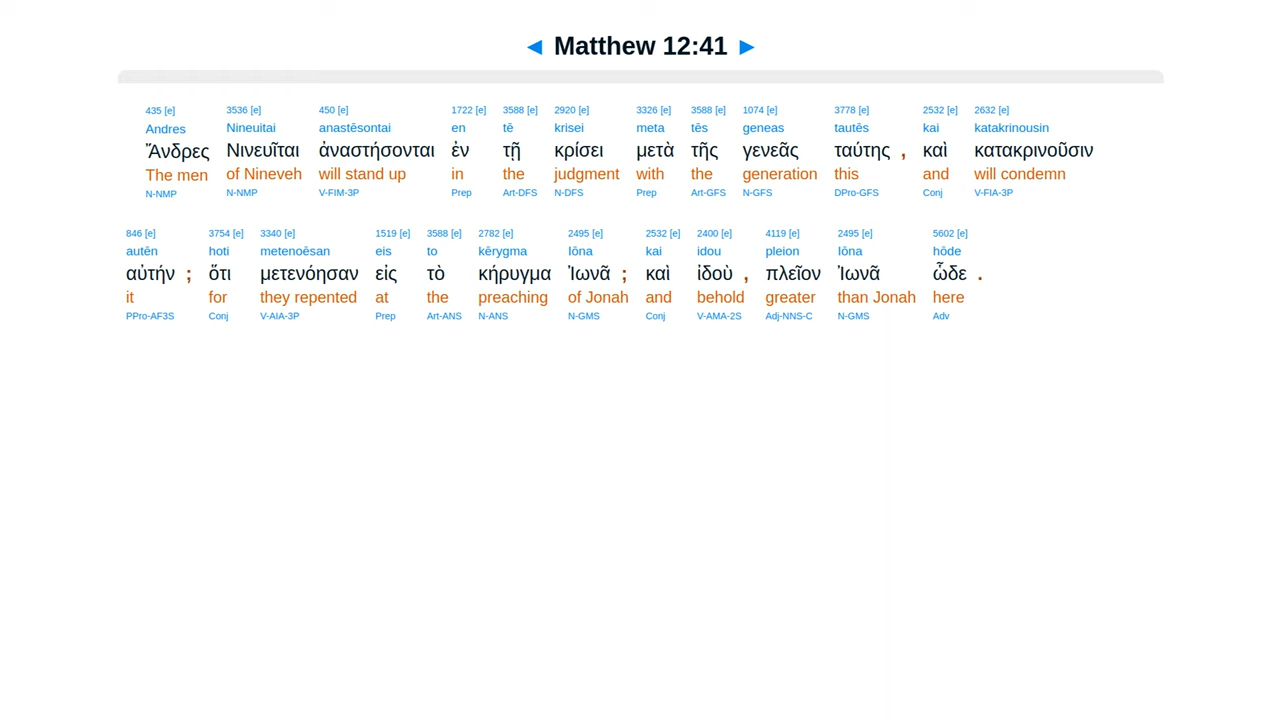 ◄ Matthew 12:41 ►
435 [e] 3536 [e] 450 [e] 1722 [e] 3588 [e] 2920 [e] 3326 [e] 3588 [e] 1074 [e] 3778 [e] 2532 [e] 2632 [e]
Andres Nineuitai anastēsontai en tē krisei meta tēs geneas tautēs kai katakrinousin
Ἄνδρες Νινευῖται ἀναστήσονται ἐν τῇ κρίσει μετὰ τῆς γενεᾶς ταύτης , καὶ κατακρινοῦσιν
The men of Nineveh will stand up in the judgment with the generation this and will condemn
N-NMP N-NMP V-FIM-3P Prep Art-DFS N-DFS Prep Art-GFS N-GFS DPro-GFS Conj V-FIA-3P
846 [e] 3754 [e] 3340 [e] 1519 [e] 3588 [e] 2782 [e] 2495 [e] 2532 [e] 2400 [e] 4119 [e] 2495 [e] 5602 [e]
autēn hoti metenoēsan eis to kērygma Iōna kai idou pleion Iōna hōde
αὐτήν ; ὅτι μετενόησαν εἰς τὸ κήρυγμα Ἰωνᾶ ; καὶ ἰδοὺ , πλεῖον Ἰωνᾶ ὧδε .
it for they repented at the preaching of Jonah and behold greater than Jonah here
PPro-AF3S Conj V-AIA-3P Prep Art-ANS N-ANS N-GMS Conj V-AMA-2S Adj-NNS-C N-GMS Adv